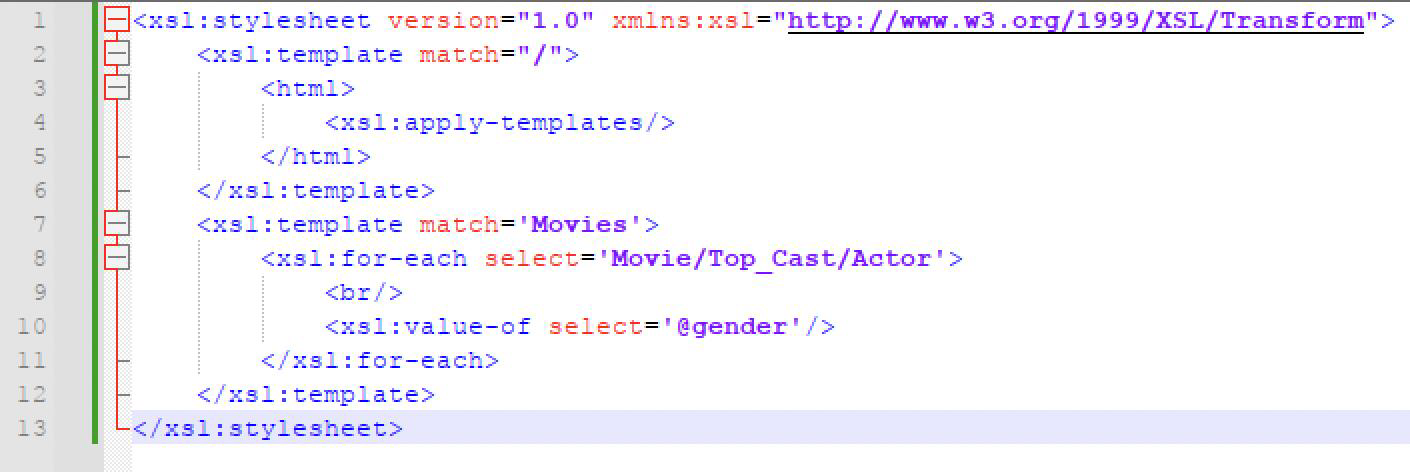 1 <xsl:stylesheet version="1.0" xmlns:xsl="http://www.w3.org/1999/XSL/Transform">
2 <xsl:template match="/">
3 <html>
4 <xsl:apply-templates/>
5 </html>
6 </xsl:template>
7 <xsl:template match='Movies'>
8 <xsl:for-each select='Movie/Top_Cast/Actor'>
9 <br/>
10 <xsl:value-of select='@gender'/>
11 </xsl:for-each>
12 </xsl:template>
13 </xsl:stylesheet>